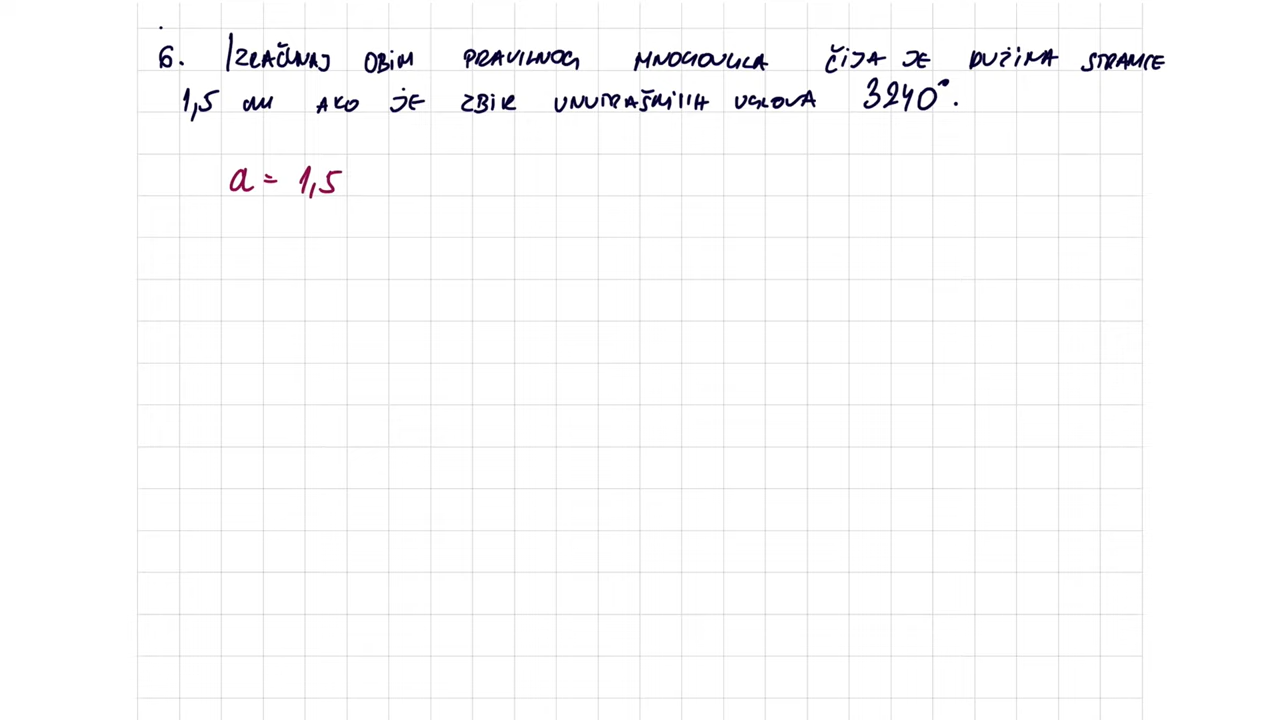 6. IZRAČUNAJ OBIM PRAVILNOG MNOGOUGLA ČIJA JE DUŽINA STRANICE
1,5 cm AKO JE ZBIR UNUTRAŠNJIH UGLOVA 3240°.
a = 1,5